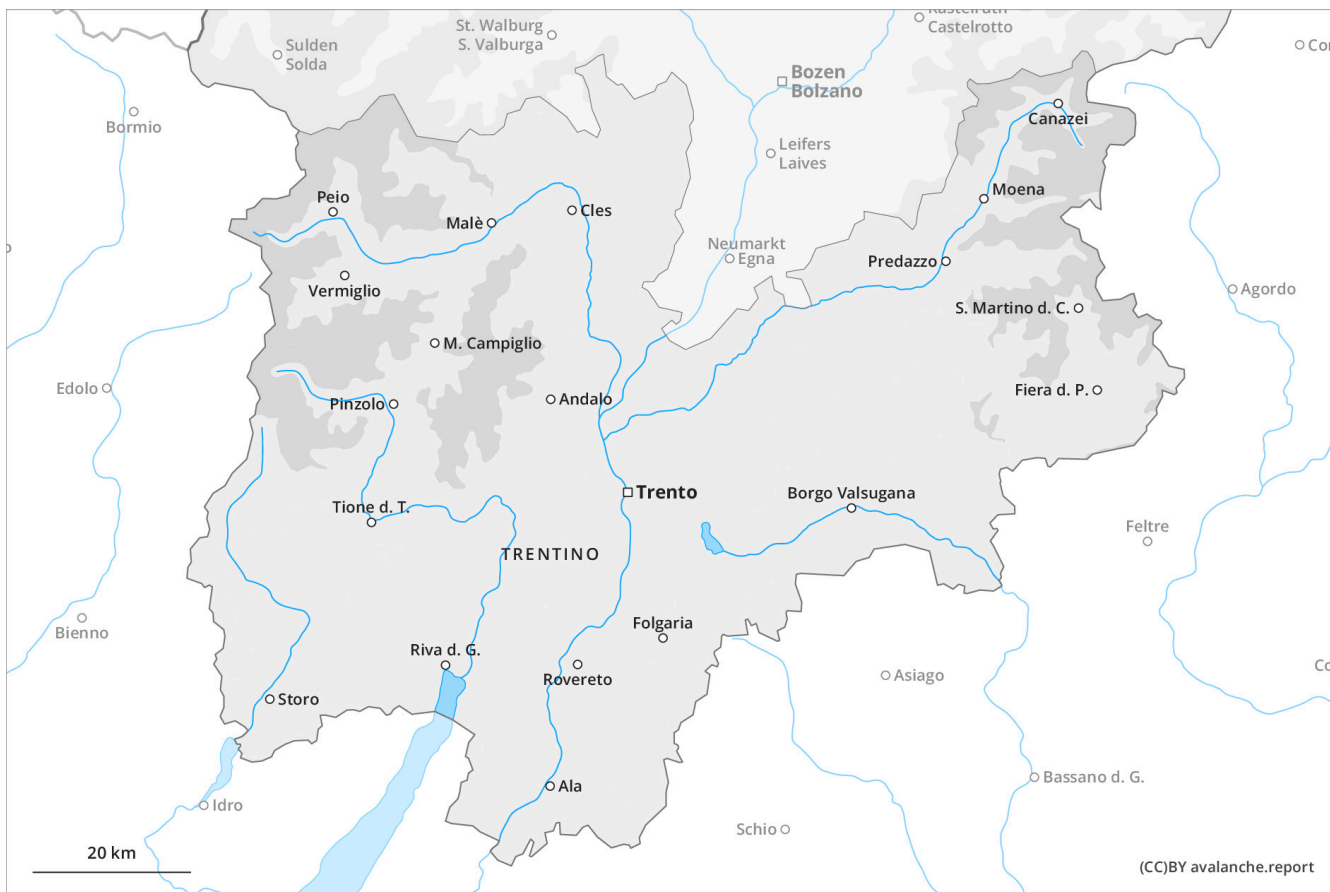 St. Walburg
S. Valburga
Castelrotto
Sulden
Solda
Bozen
Bolzano
Bormio
Canazei
Leifers
Laives
Peio
Moena
Malè
Cles
Neumarkt
Egna
Predazzo
Vermiglio
Agordo
S. Martino d. C.
M. Campiglio
Edolo
Pinzolo
Andalo
Fiera d. P.
Trento
Borgo Valsugana
Tione d. T.
Feltre
TRENTINO
Bienno
Folgaria
Riva d. G.
Rovereto
Asiago
Storo
Idro
Ala
Bassano d. G.
Schio
20 km
(CC)BY avalanche.report